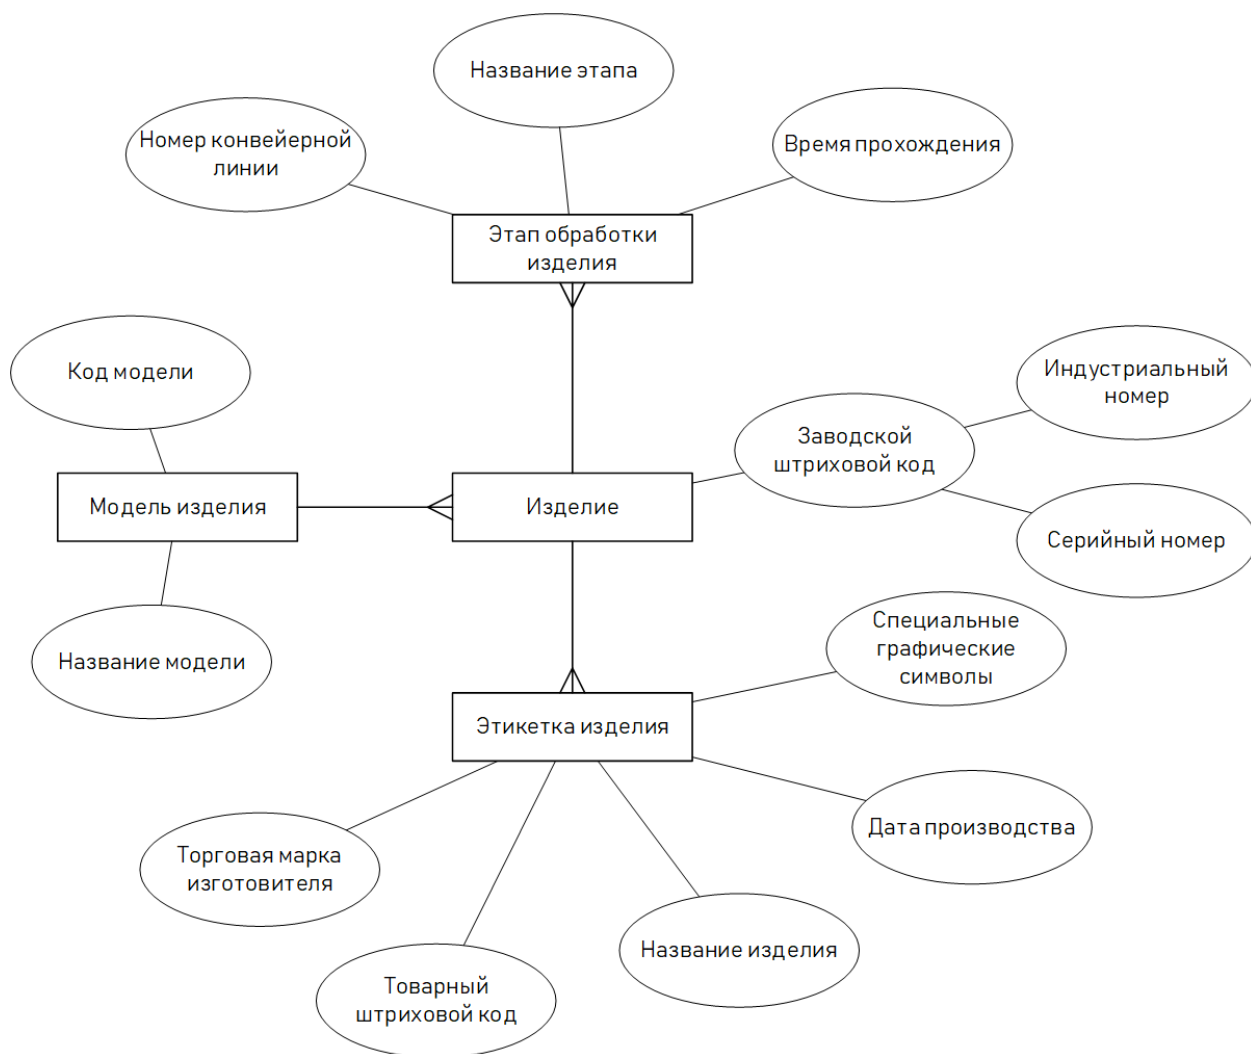 Название этапа
Номер конвейерной
линии
Время прохождения
Этап обработки
изделия
Код модели
Индустриальный
номер
Заводской
штриховой код
Модель изделия
Изделие
Серийный номер
Специальные
графические
символы
Название модели
Этикетка изделия
Дата производства
Торговая марка
изготовителя
Название изделия
Товарный
штриховой код